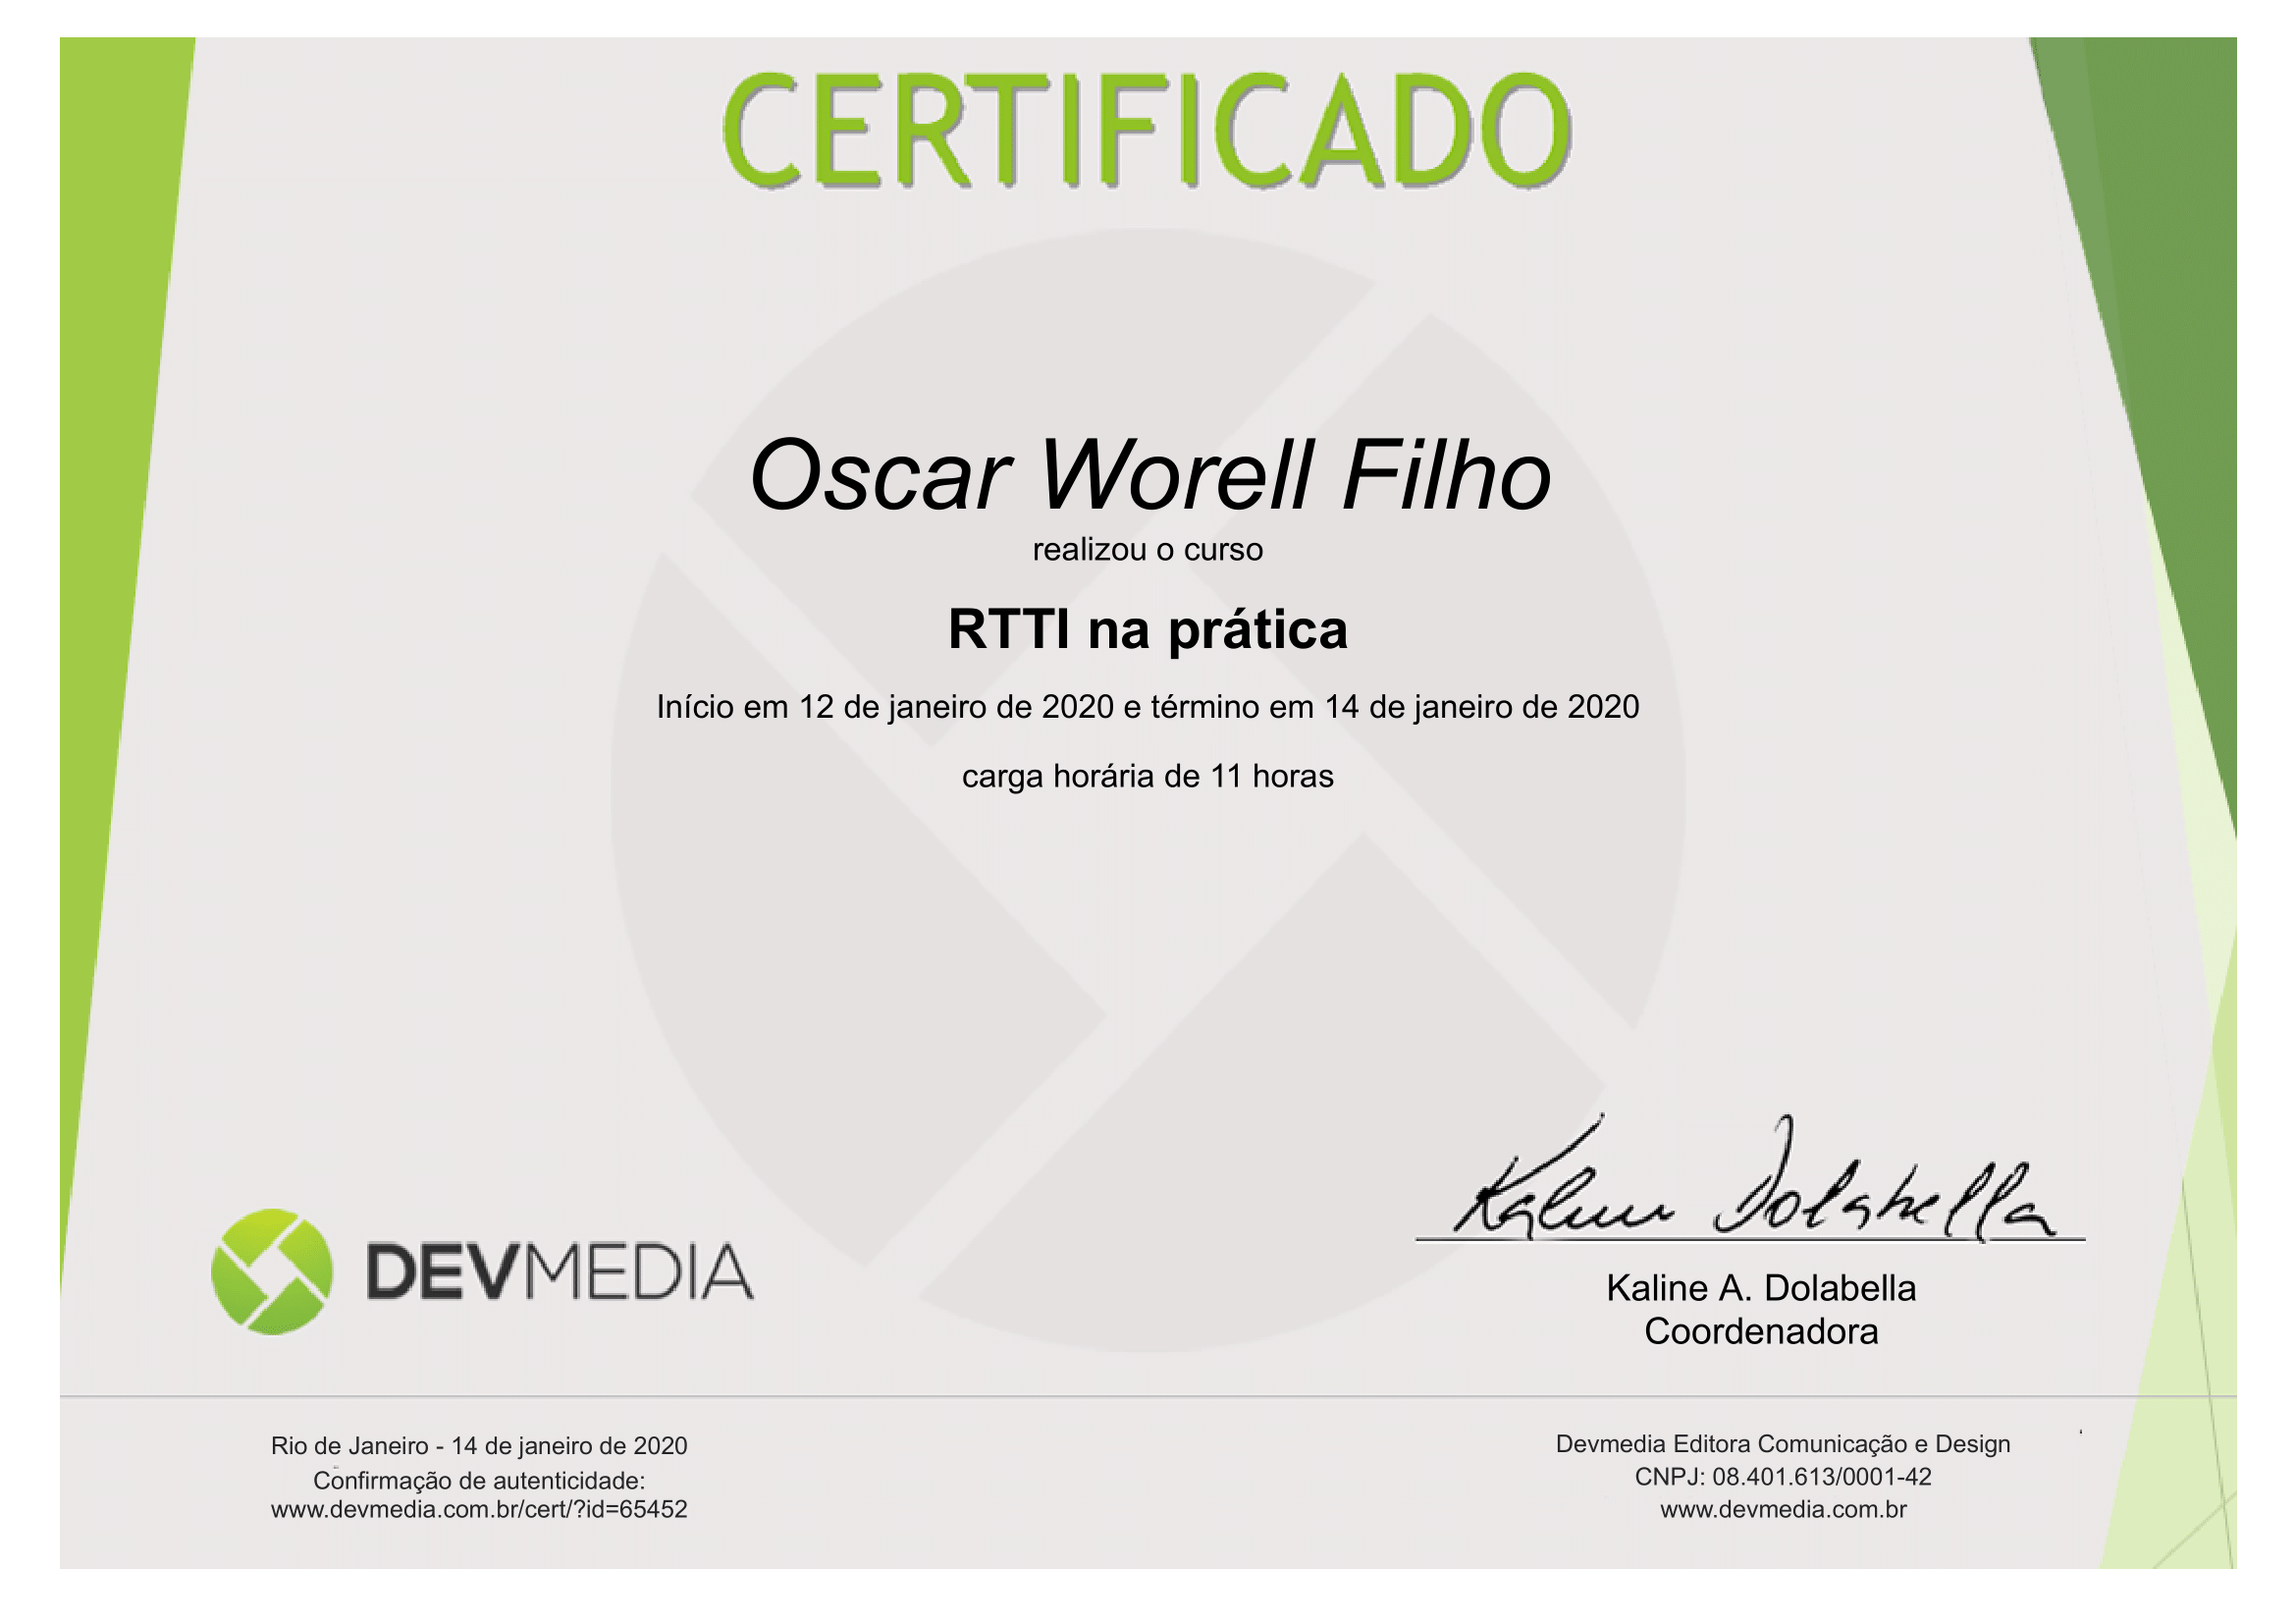 CERTIFICADO
Oscar Worell Filho
realizou o curso
RTTI na prática
Início em 12 de janeiro de 2020 e término em 14 de janeiro de 2020
carga horária de 11 horas
Kaline Dolabella
DEVMEDIA
Kaline A. Dolabella
Coordenadora
Rio de Janeiro - 14 de janeiro de 2020
Confirmação de autenticidade:
www.devmedia.com.br/cert/?id=65452
Devmedia Editora Comunicação e Design
CNPJ: 08.401.613/0001-42
www.devmedia.com.br